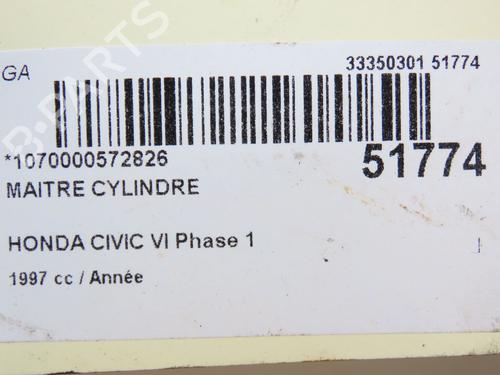 GA
33350301 51774
*1070000572826
51774
MAITRE CYLINDRE
HONDA CIVIC VI Phase 1
1997 cc / Année
B-PARTS